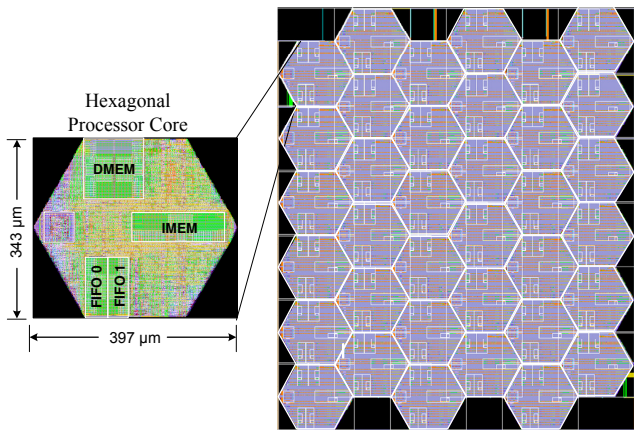 Hexagonal
Processor Core
DMEM
IMEM
FIFO 0
FIFO 1
343 µm
397 µm